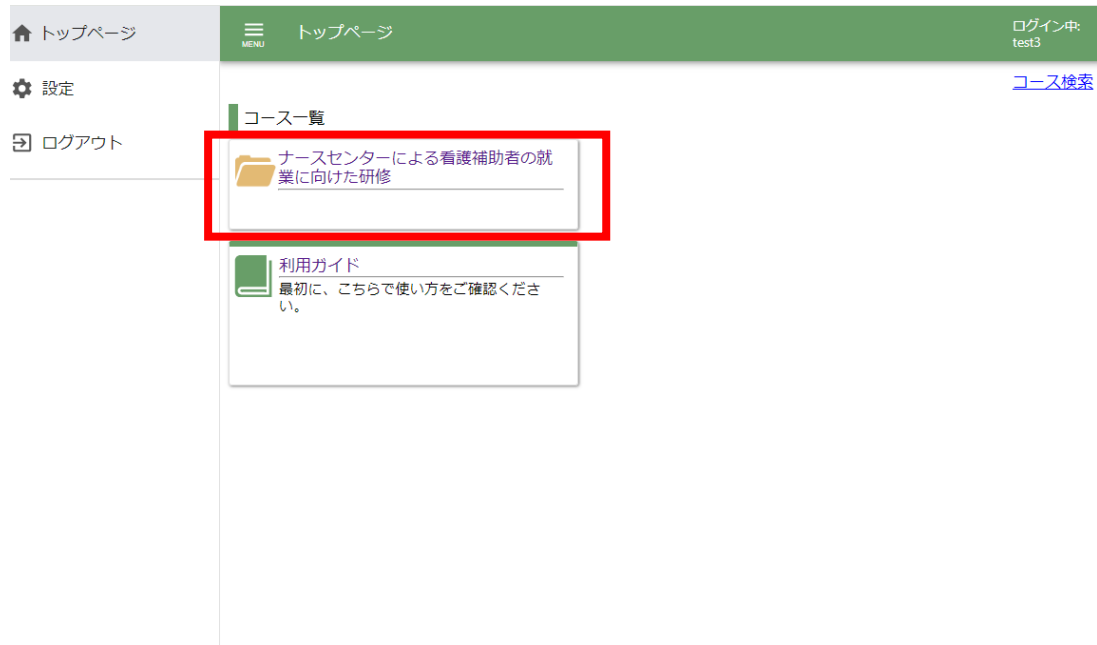 トップページ
設定
ログアウト
MENU
トップページ
ログイン中:
test3
コース検索
コース一覧
ナースセンターによる看護補助者の就
業に向けた研修
利用ガイド
最初に、こちらで使い方をご確認くださ
い。